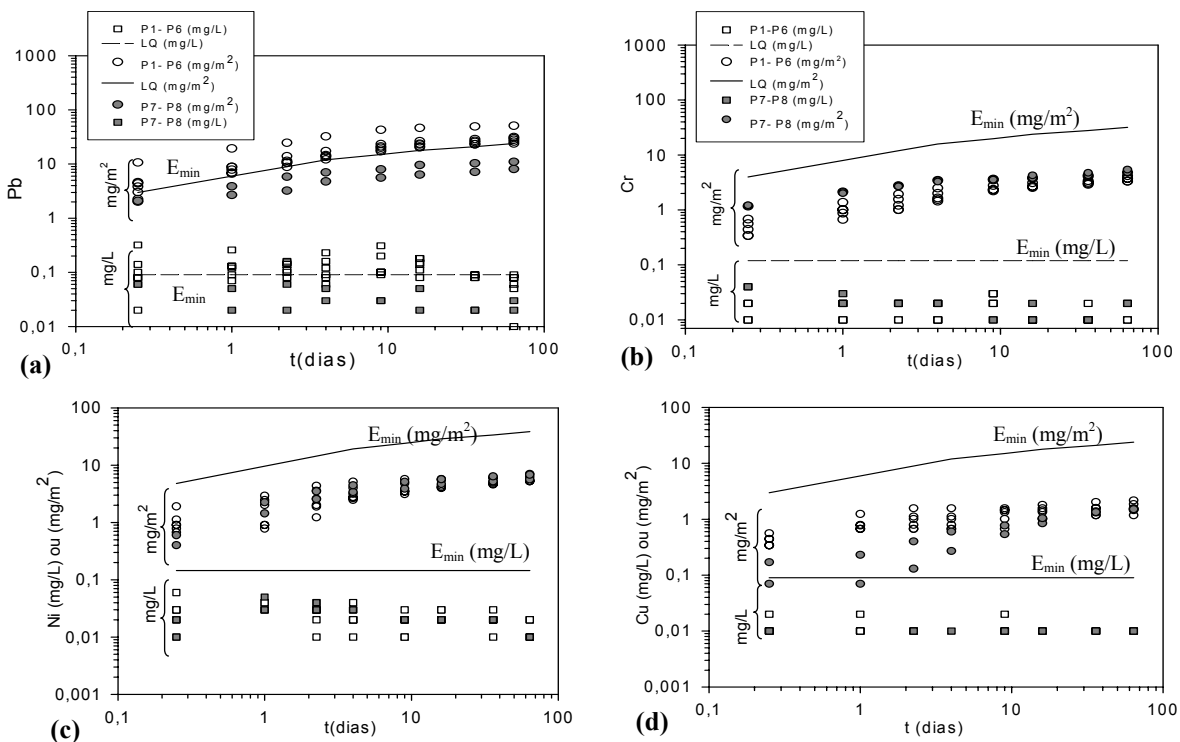 P1- P6 (mg/L)
LQ (mg/L)
P1- P6 (mg/m2)
LQ (mg/m2)
P7- P8 (mg/m2)
P7- P8 (mg/L)
1000
100
10
1
0,1
0,01
Pb
mg/m2
mg/L
Emin
Emin
0,1
1
10
100
t(dias)
(a)
P1-P6 (mg/L)
LQ (mg/L)
P1-P6 (mg/m2)
LQ (mg/m2)
P7-P8 (mg/L)
P7- P8 (mg/m2)
1000
100
10
1
0,1
0,01
Cr
mg/m2
mg/L
Emin (mg/m2)
Emin (mg/L)
0,1
1
10
100
t(dias)
(b)
100
10
1
0,1
0,01
0,001
Ni (mg/L) ou (mg/m2
mg/m2
mg/L
Emin (mg/m2)
Emin (mg/L)
0,1
1
10
100
t(dias)
(c)
100
10
1
0,1
0,01
0,001
Cu (mg/L) ou (mg/m2)
mg/m2
mg/L
Emin (mg/m2)
Emin (mg/L)
0,1
1
10
100
t (dias)
(d)